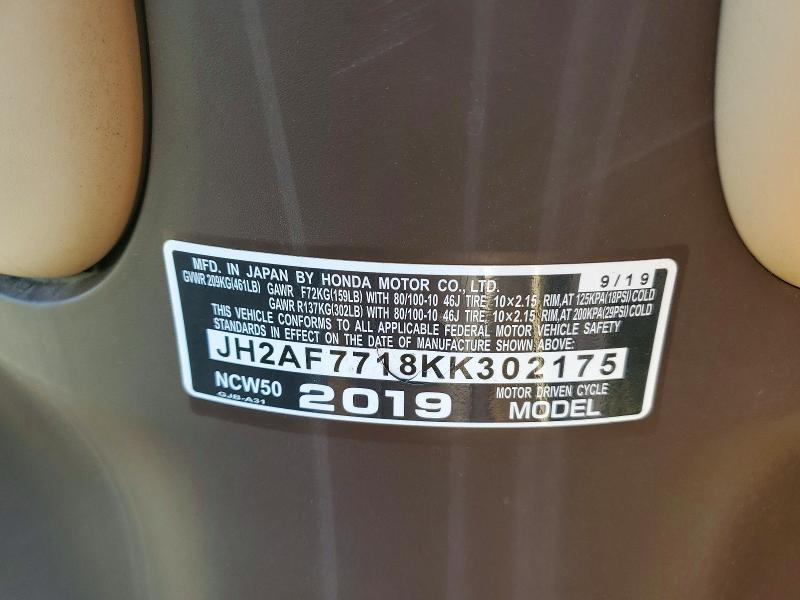 MFD. IN JAPAN BY HONDA MOTOR CO., LTD. 9/19
GVWR 209KG(461LB) GAWR F72KG(159LB) WITH 80/100-10 46J TIRE, 10×2.15 RIM, AT 125KPA(18PSI)COLD
GAWR R137KG(302LB) WITH 80/100-10 46J TIRE, 10×2.15 RIM, AT 200KPA(29PSI)COLD
THIS VEHICLE CONFORMS TO ALL APPLICABLE FEDERAL MOTOR VEHICLE SAFETY
STANDARDS IN EFFECT ON THE DATE OF MANUFACTURE SHOWN ABOVE:
JH2AF7718KK302175
NCW50 2019 MOTOR DRIVEN CYCLE
GJB-A31 MODEL